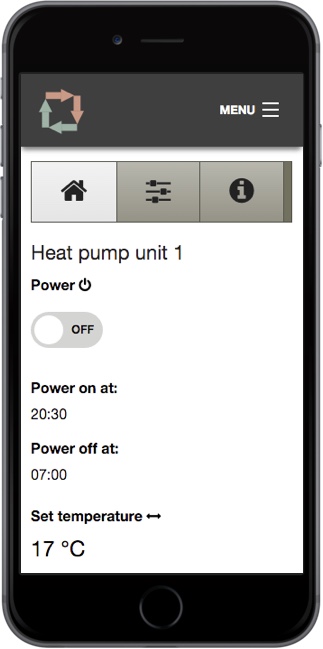 MENU
Heat pump unit 1
Power
OFF
Power on at:
20:30
Power off at:
07:00
Set temperature
17 °C